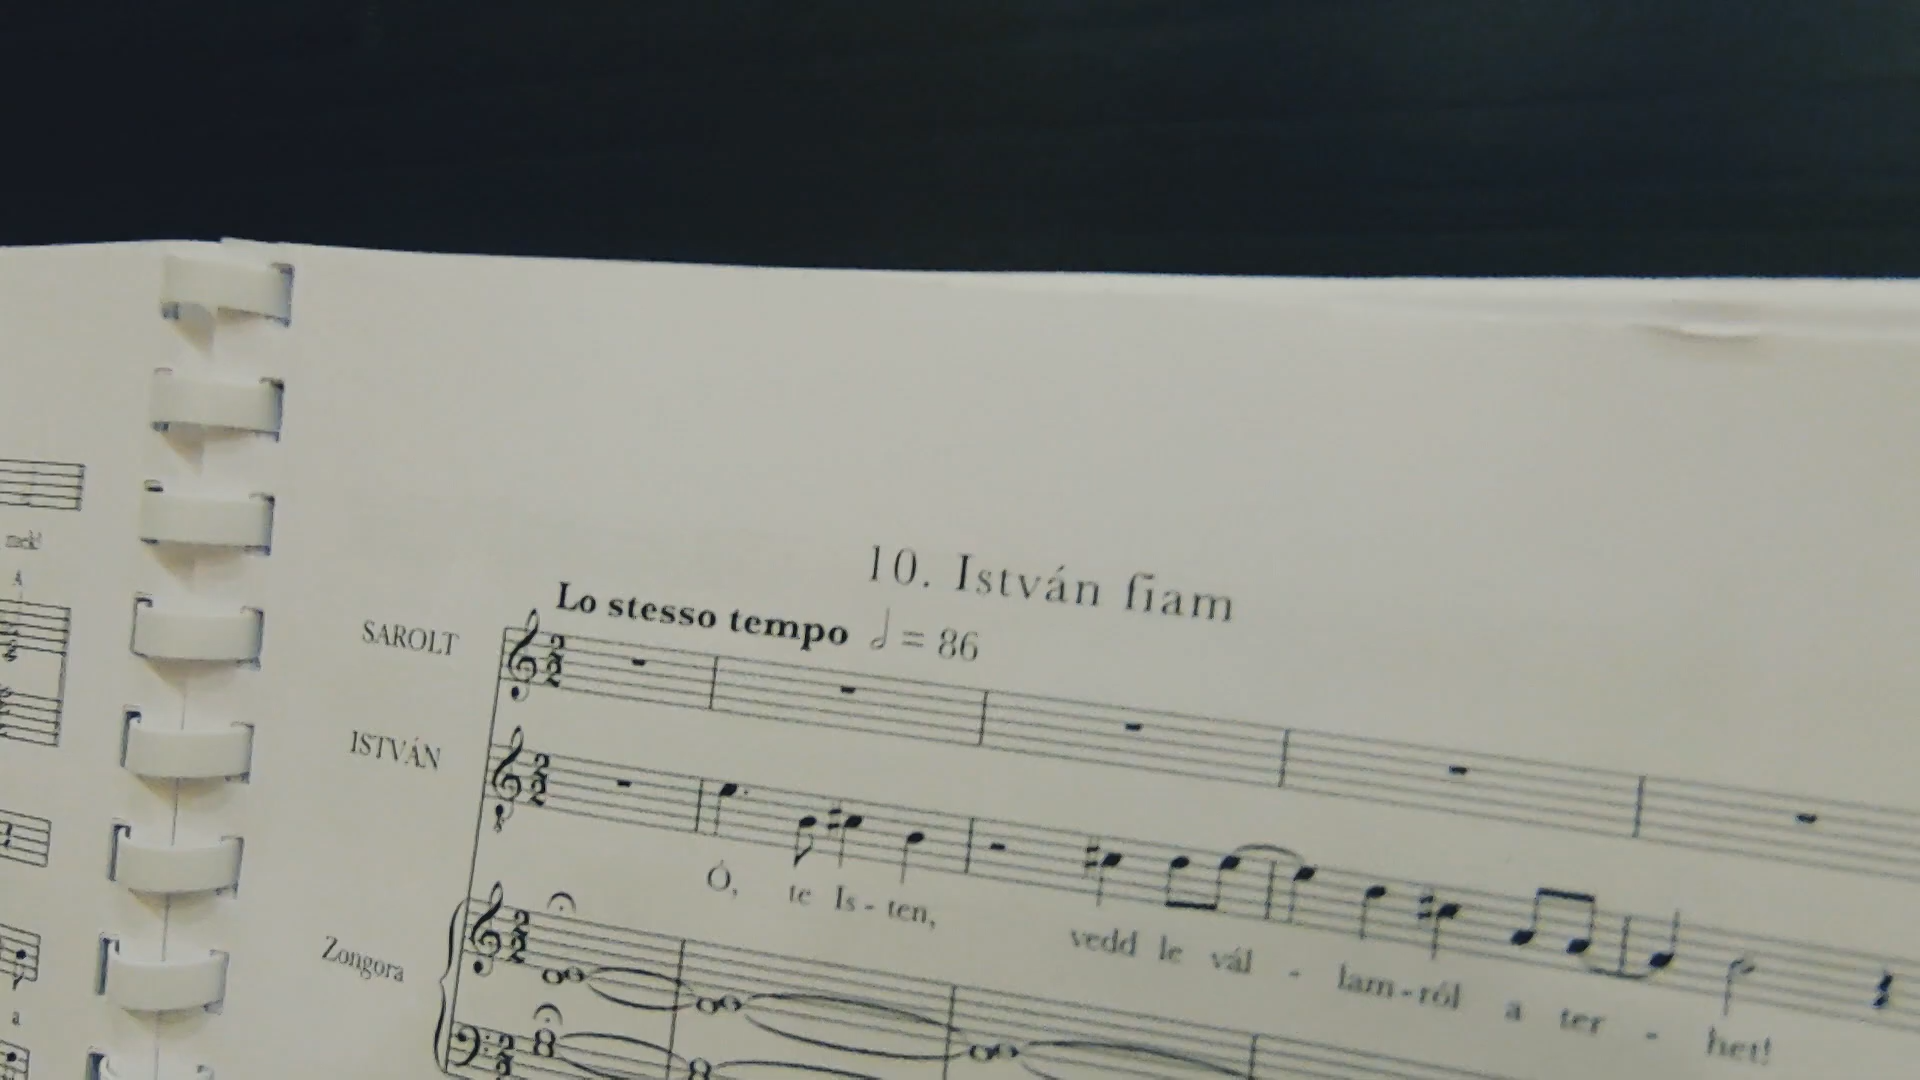 10. István fiam
Lo stesso tempo 𝅗𝅥 = 86
SAROLT
ISTVÁN
Ó, te Is - ten, vedd le vál - lam - ról a ter - het!
Zongora
mek!
A
a